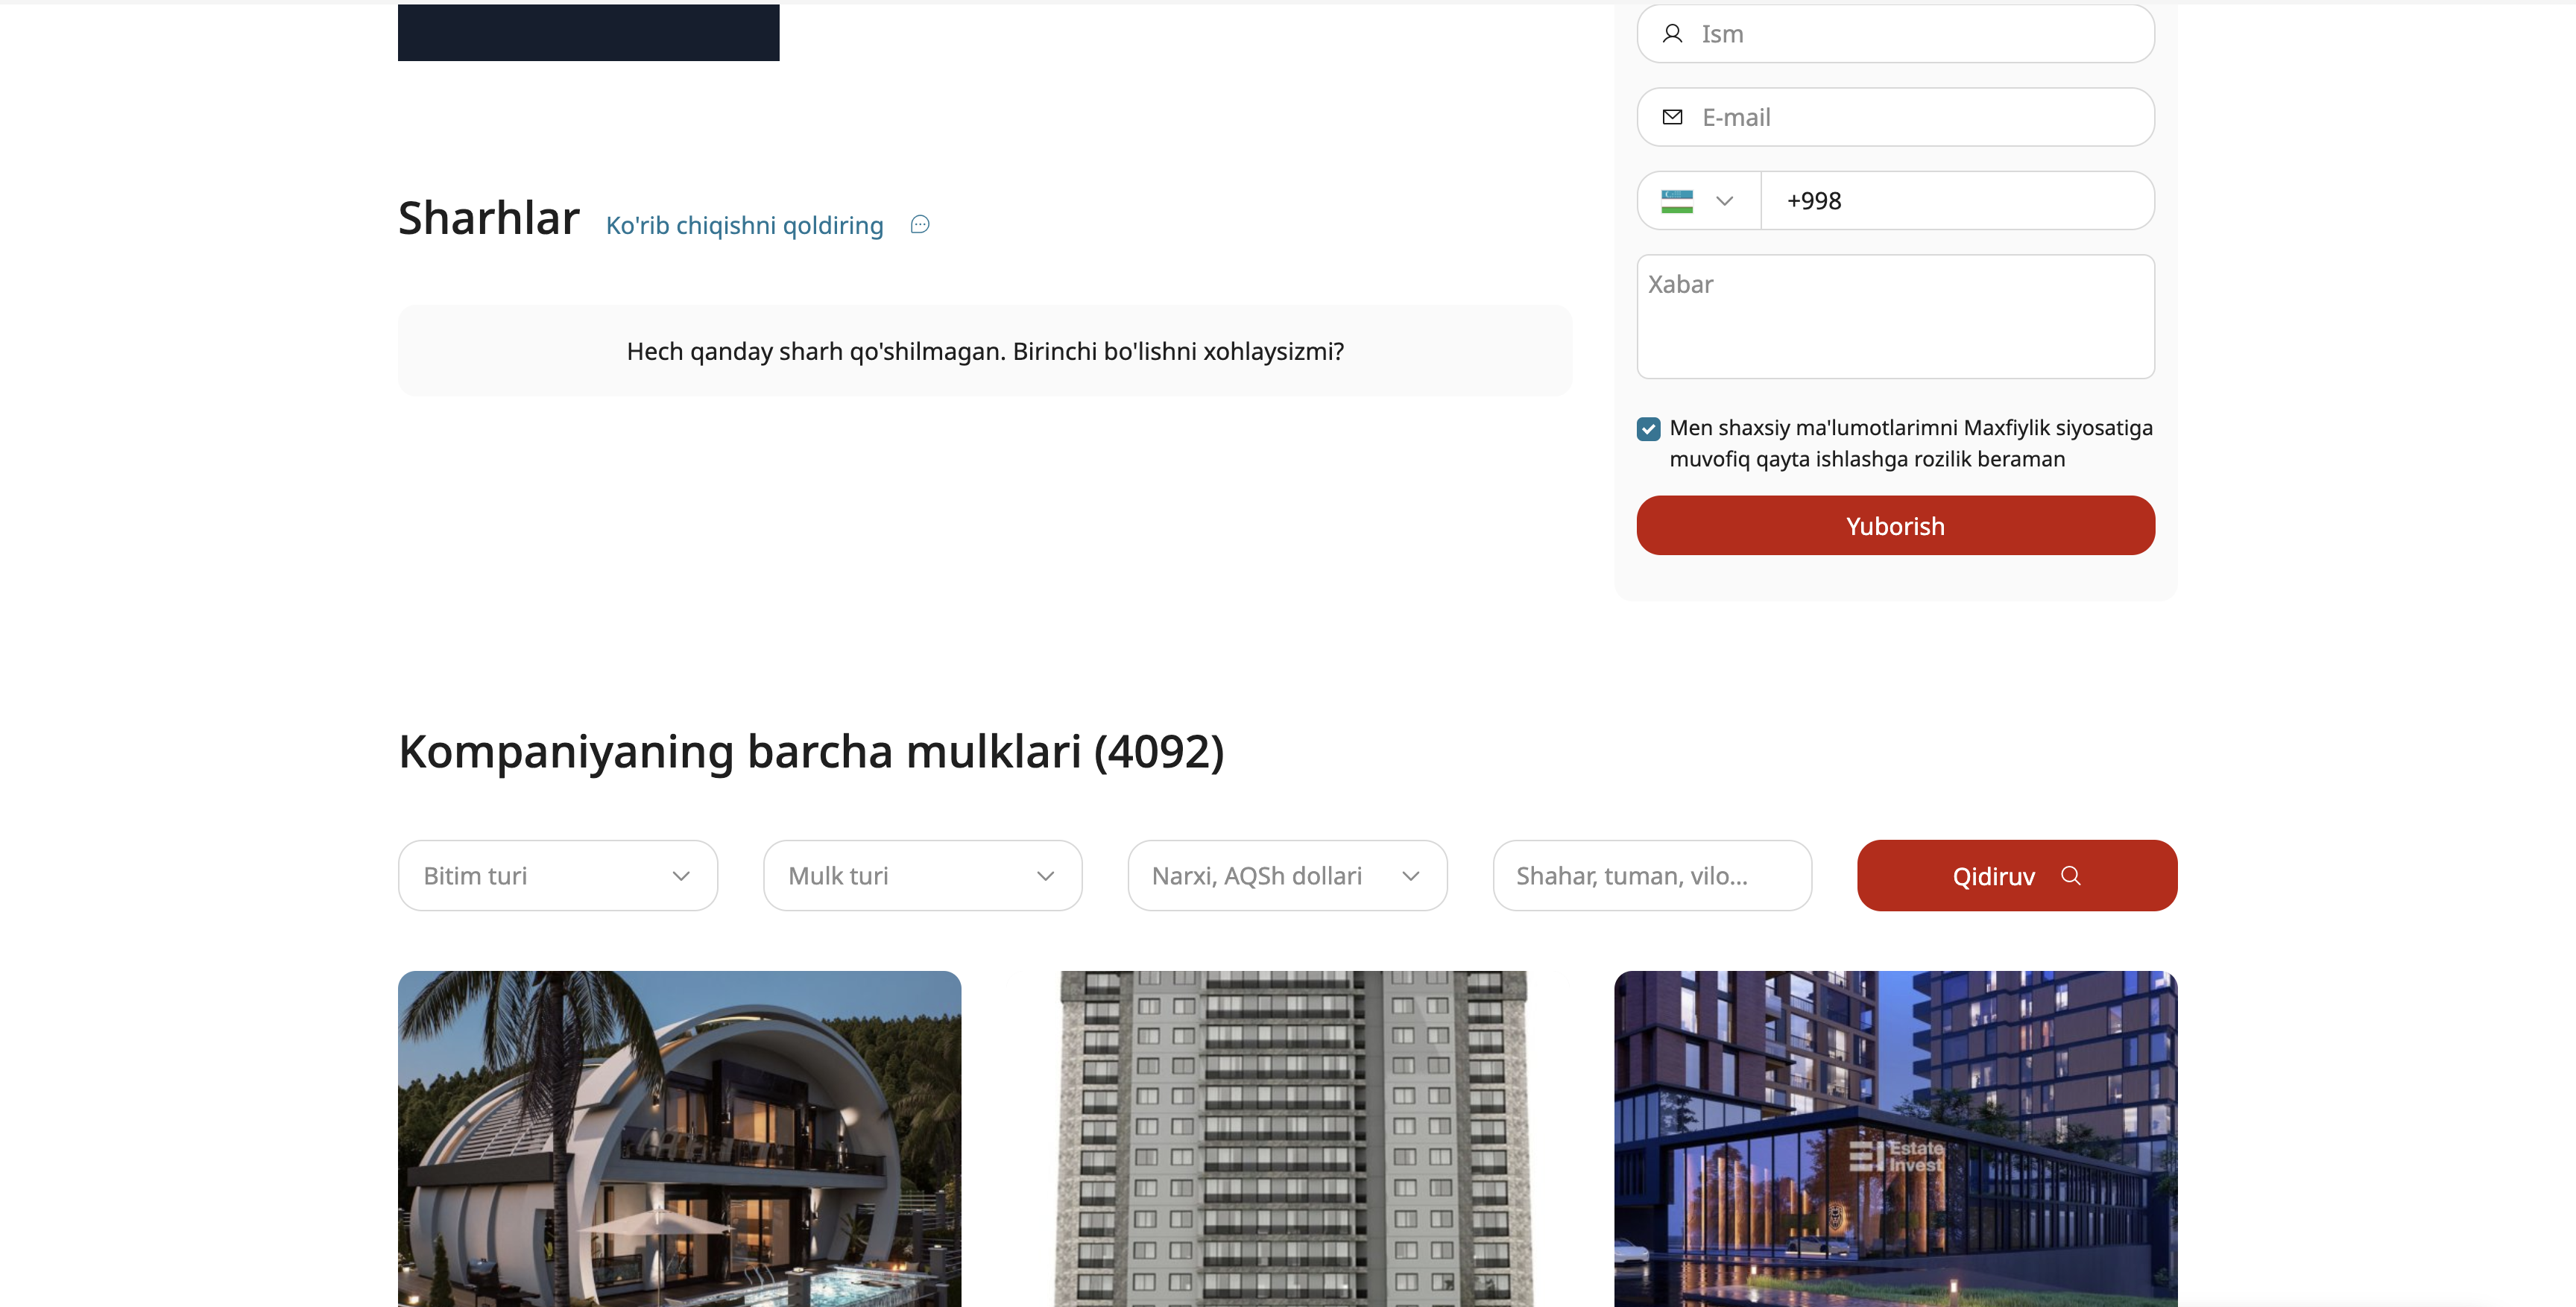 Ism
E-mail
+998
Xabar
Men shaxsiy ma'lumotlarimni Maxfiylik siyosatiga
muvofiq qayta ishlashga rozilik beraman
Yuborish
Sharhlar Ko'rib chiqishni qoldiring
Hech qanday sharh qo'shilmagan. Birinchi bo'lishni xohlaysizmi?
Kompaniyaning barcha mulklari (4092)
Bitim turi
Mulk turi
Narxi, AQSh dollari
Shahar, tuman, vilo...
Qidiruv
Estate
Invest